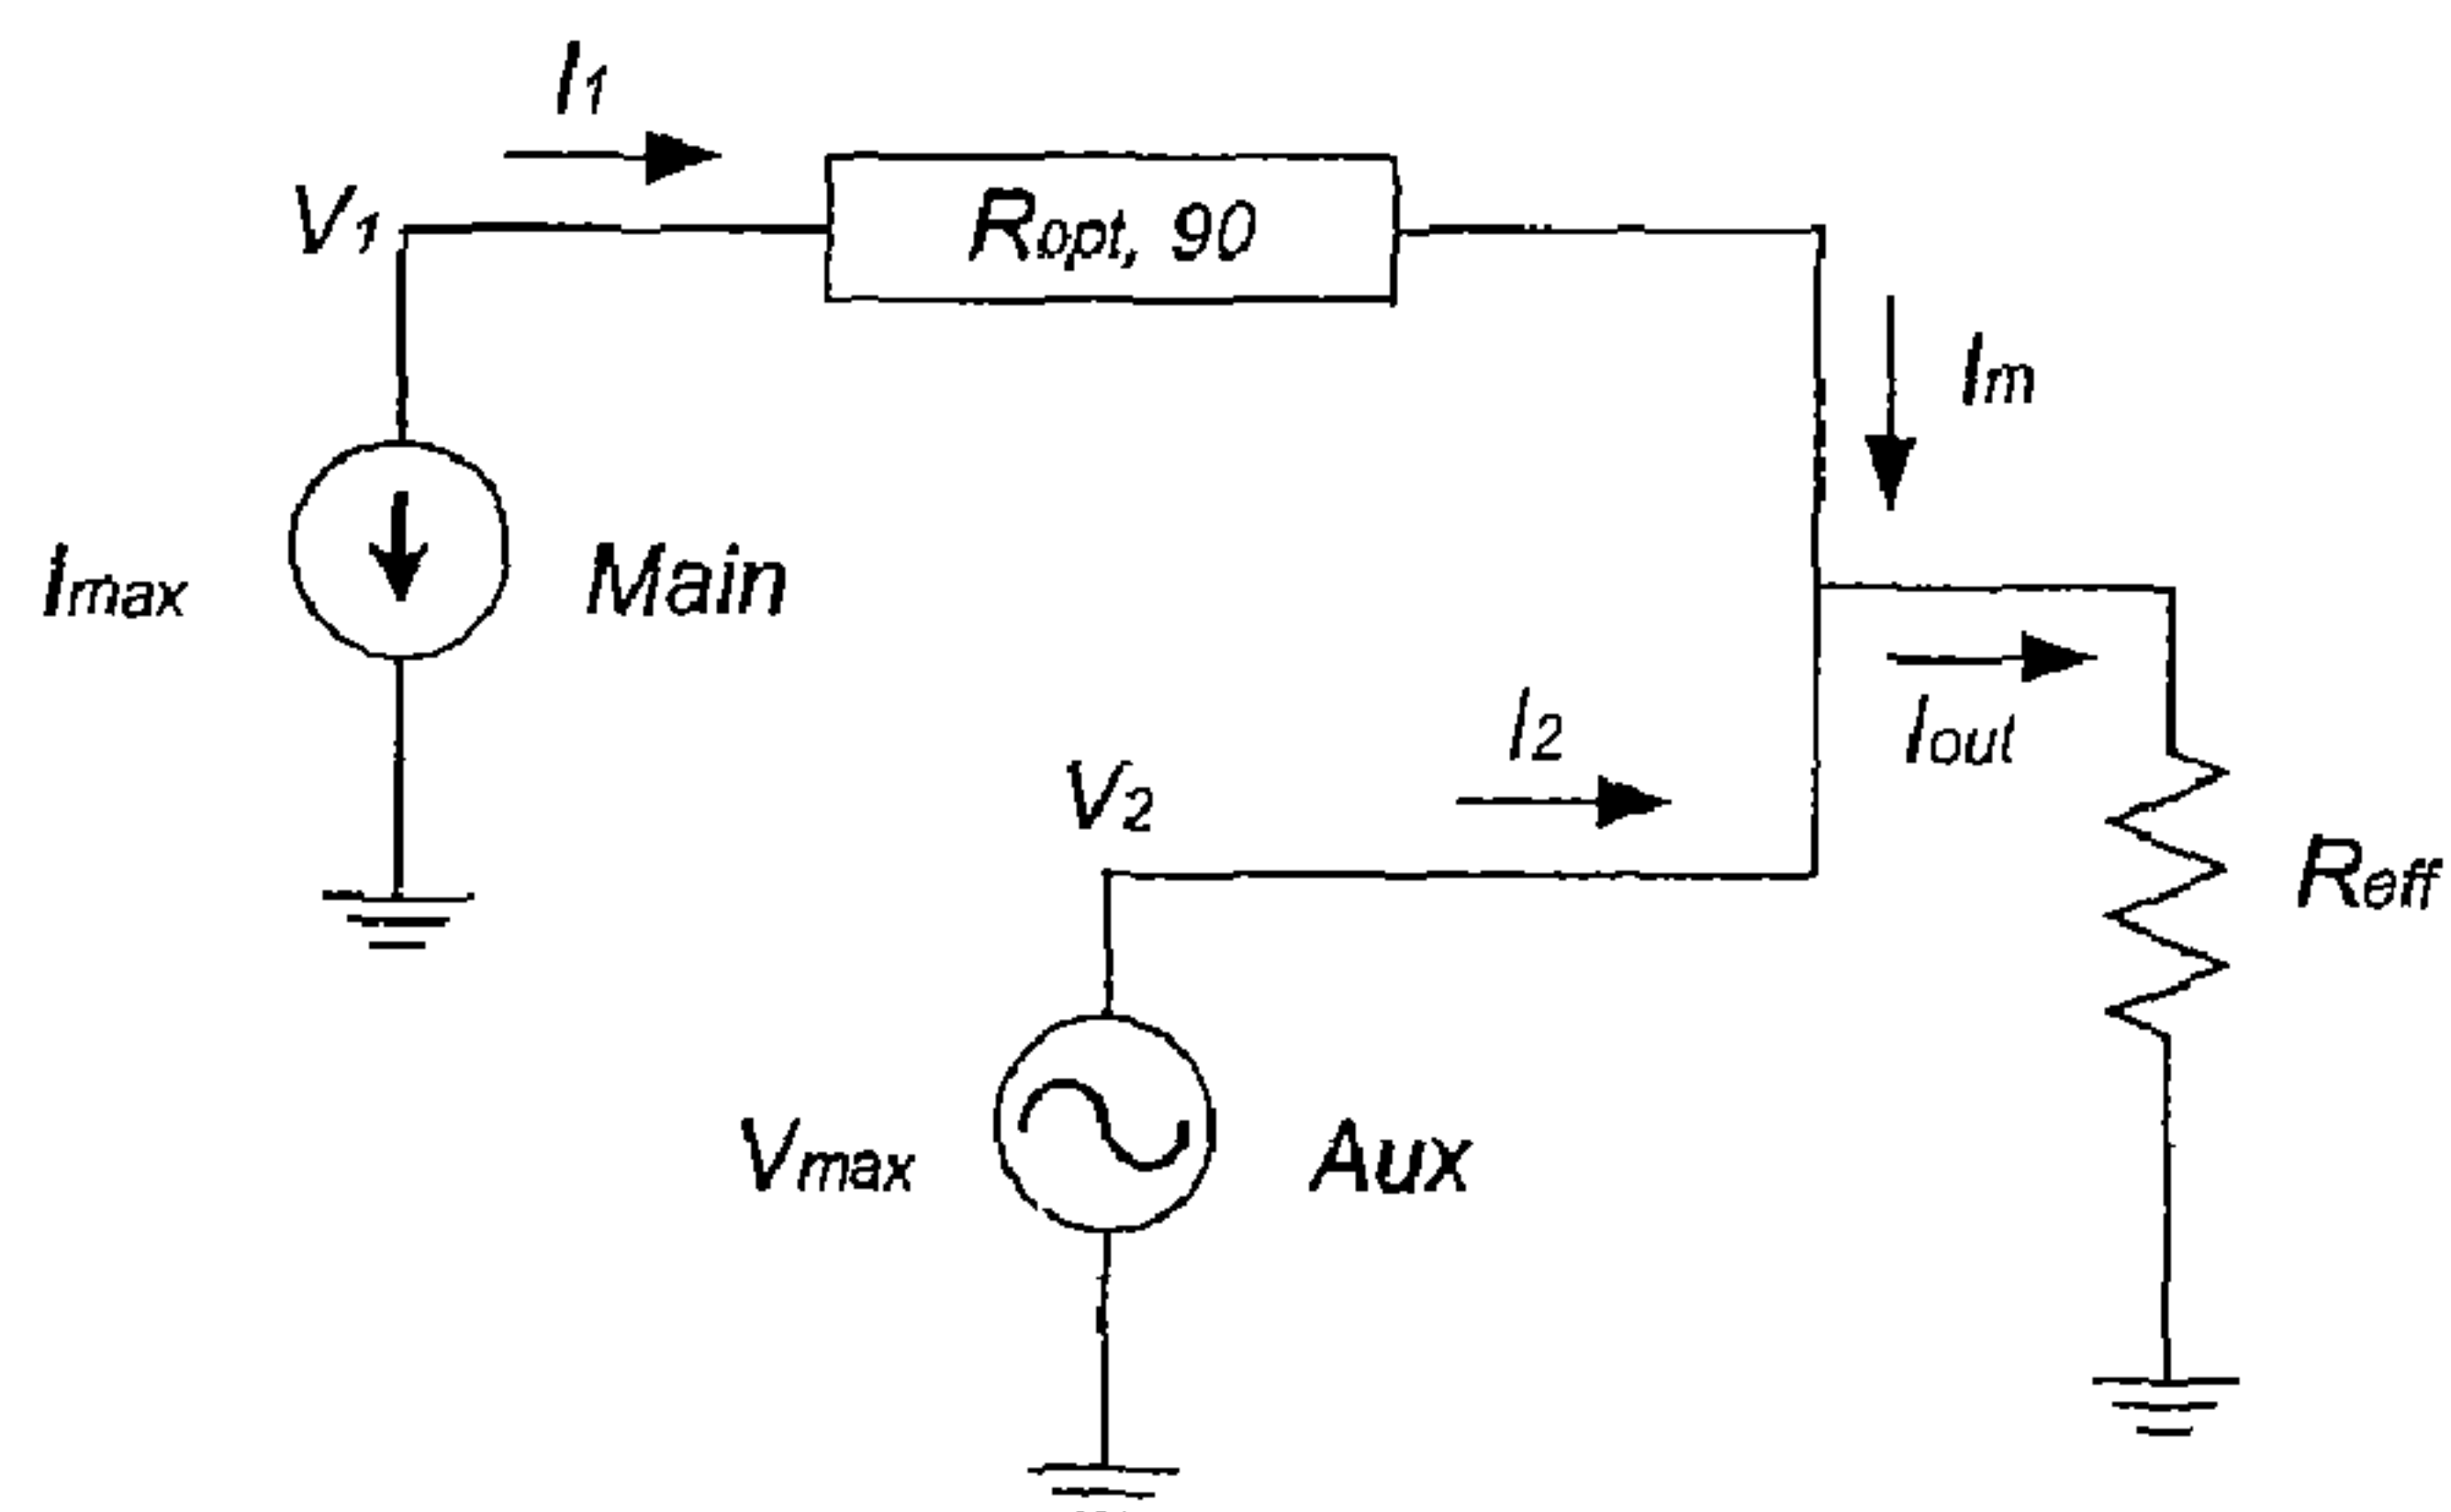 I1
V1
Ropt, 90
Im
Imax
Main
I2
Iout
V2
Reff
Vmax
Aux